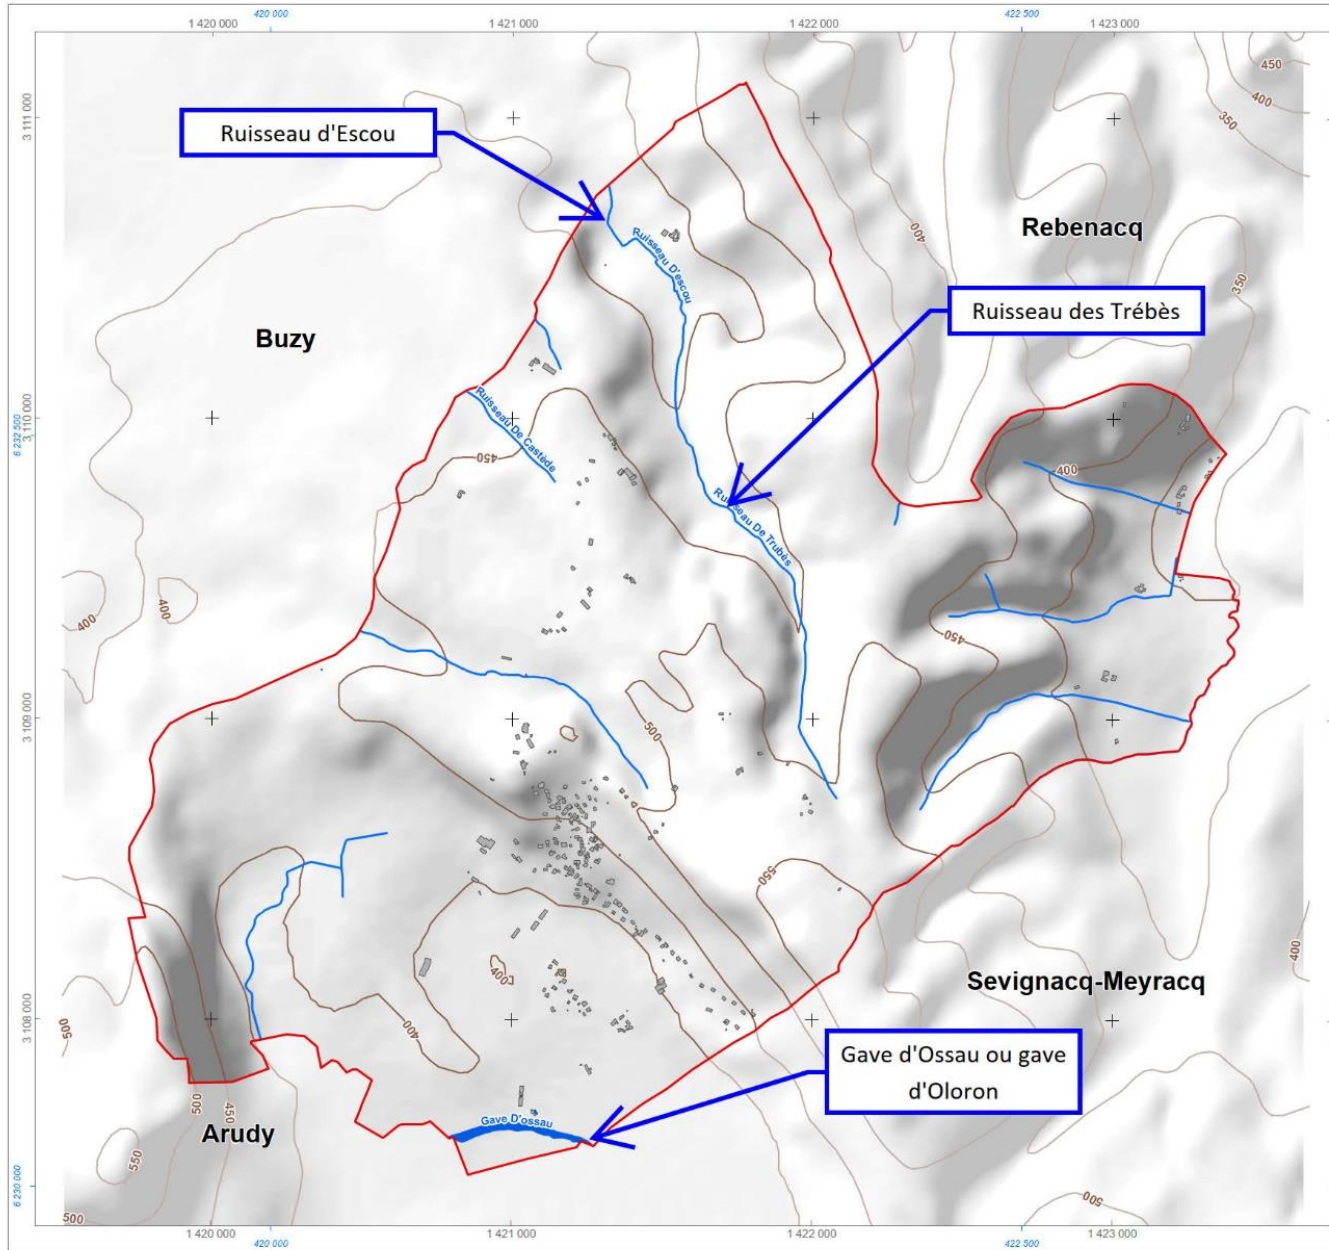 420 000
422 500
1 420 000
1 421 000
1 422 000
1 423 000
450
400
350
3 111 000
Ruisseau d'Escou
400
Rebenacq
Ruisseau D'escou
350
Ruisseau des Trébès
Buzy
Ruisseau De Castède
3 110 000
6 232 500
450
400
Ruisseau De Trubès
400
400
450
3 109 000
500
550
400
Sevignacq-Meyracq
400
3 108 000
500
400
Gave d'Ossau ou gave
d'Oloron
500
450
Gave D'ossau
Arudy
550
6 230 000
500
500
1 420 000
1 421 000
1 422 000
1 423 000
420 000
422 500